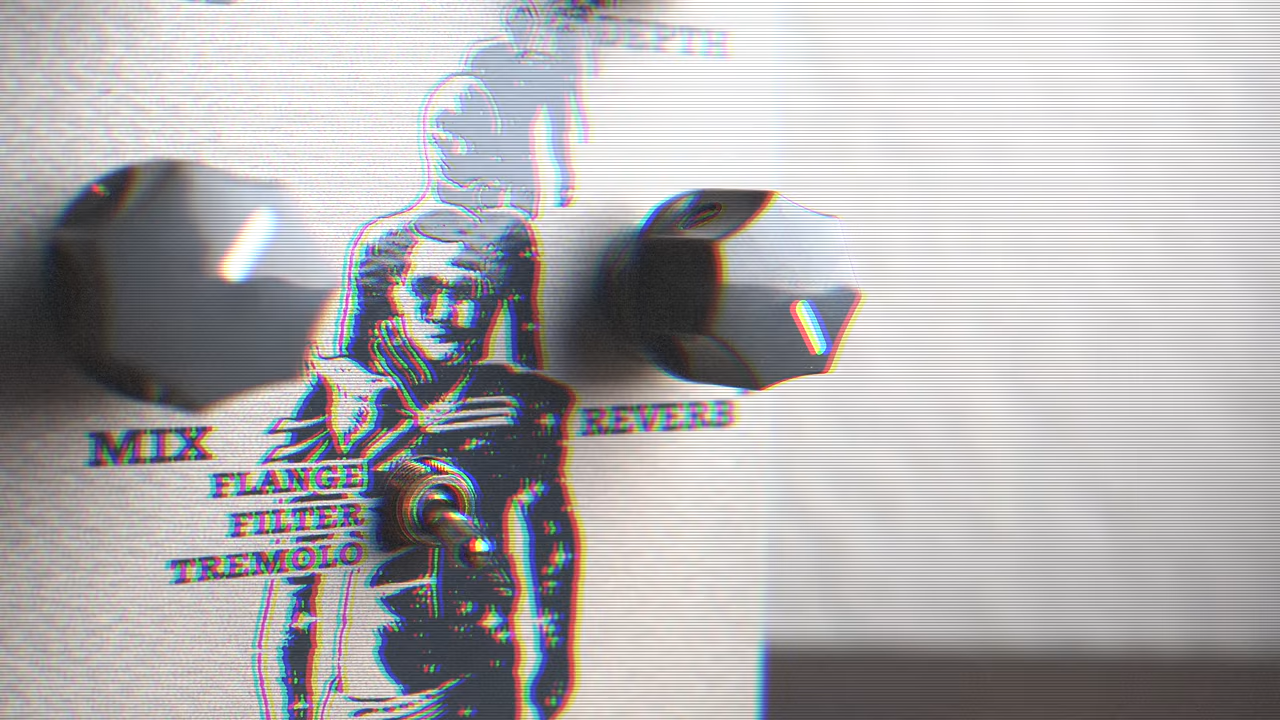 DEPTH
MIX
REVERB
FLANGE
FILTER
TREMOLO